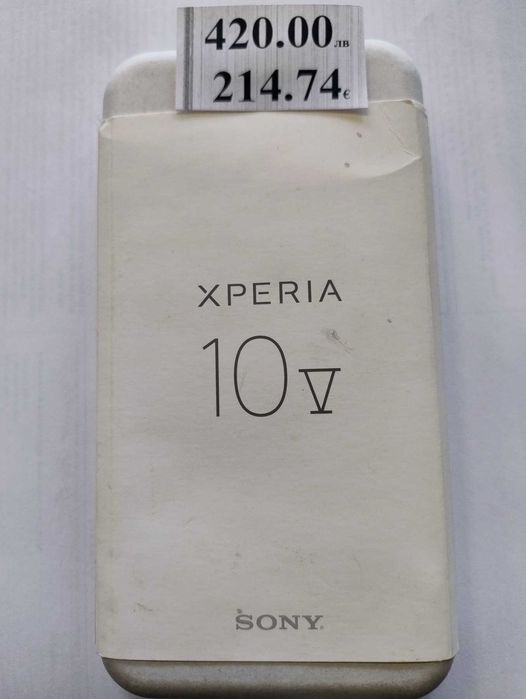 420.00лв
214.74€
XPERIA
10 V
SONY